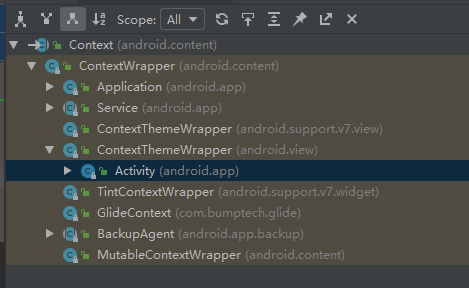 Scope: All
Context (android.content)
ContextWrapper (android.content)
Application (android.app)
Service (android.app)
ContextThemeWrapper (android.support.v7.view)
ContextThemeWrapper (android.view)
Activity (android.app)
TintContextWrapper (android.support.v7.widget)
GlideContext (com.bumptech.glide)
BackupAgent (android.app.backup)
MutableContextWrapper (android.content)